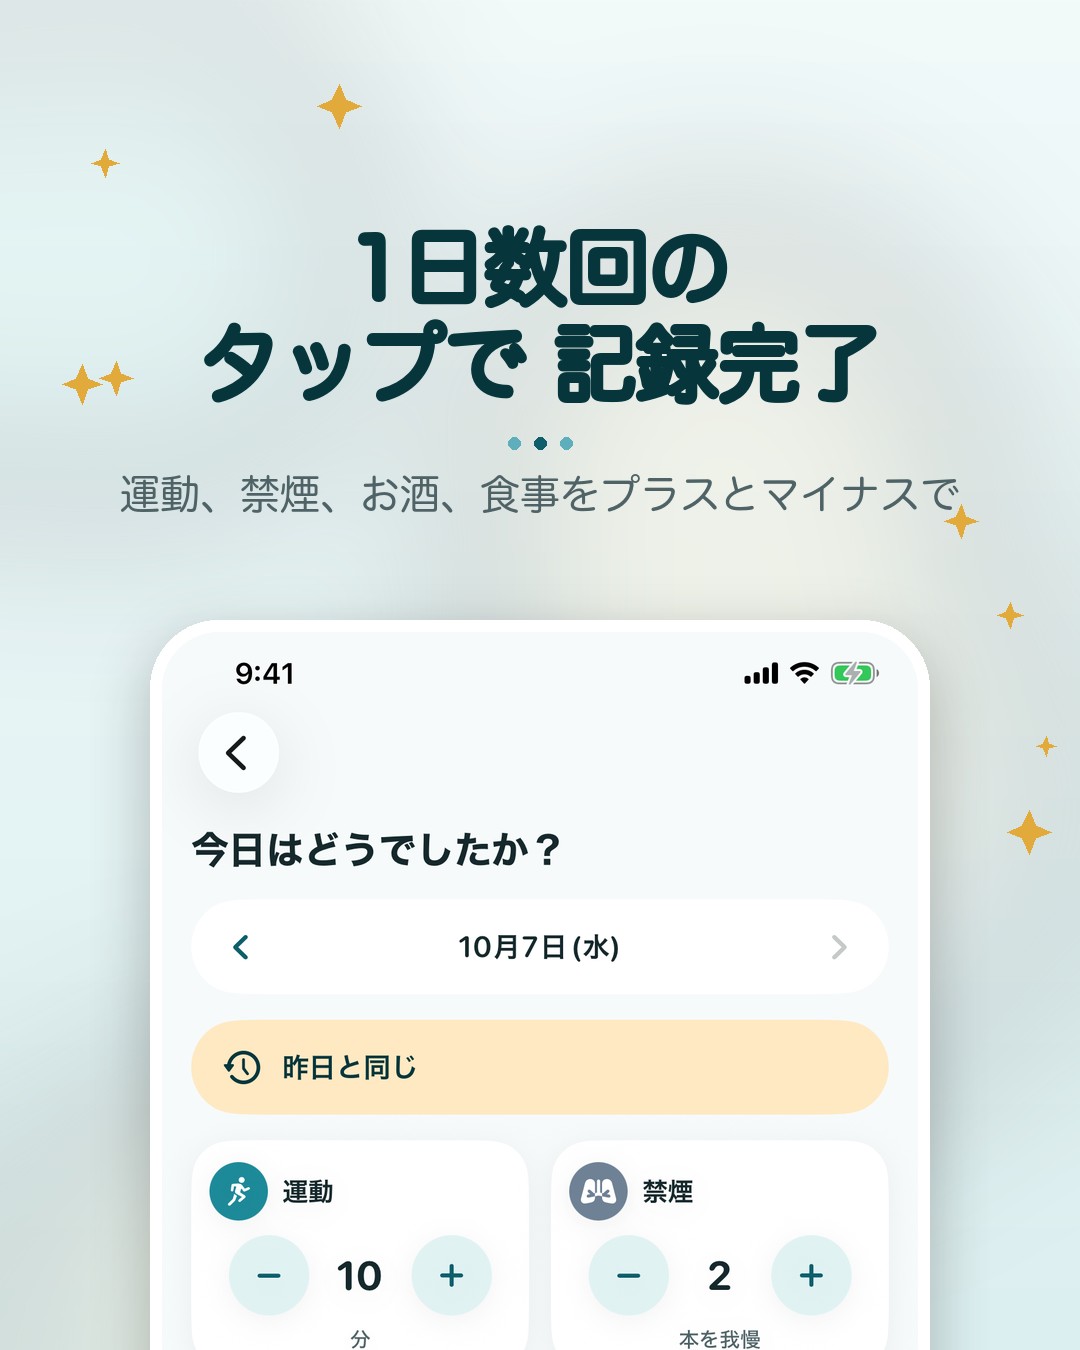 1日数回の
タップで 記録完了
運動、禁煙、お酒、食事をプラスとマイナスで
9:41
今日はどうでしたか？
10月7日(水)
昨日と同じ
運動
禁煙
− 10 +
− 2 +
分
本を我慢